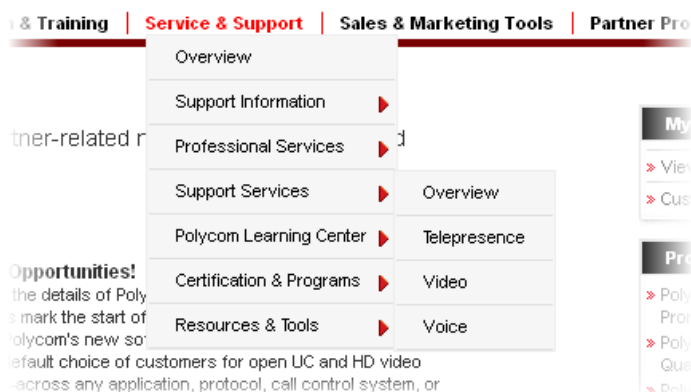 & Training | Service & Support | Sales & Marketing Tools | Partner Pro
Overview
Support Information
Professional Services
Support Services
Polycom Learning Center
Certification & Programs
Resources & Tools
Overview
Telepresence
Video
Voice
tner-related
Opportunities!
the details of Poly
mark the start of
olycom's new sof
efault choice of customers for open UC and HD video
-across any application, protocol, call control system, or
My
» View
» Cus
Pro
» Poly
Pro
» Poly
Qua
» Poly